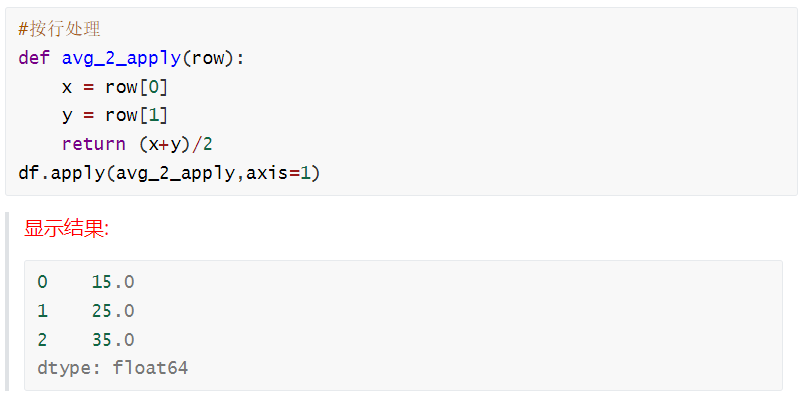 #按行处理
def avg_2_apply(row):
    x = row[0]
    y = row[1]
    return (x+y)/2
df.apply(avg_2_apply,axis=1)
显示结果:
0    15.0
1    25.0
2    35.0
dtype: float64